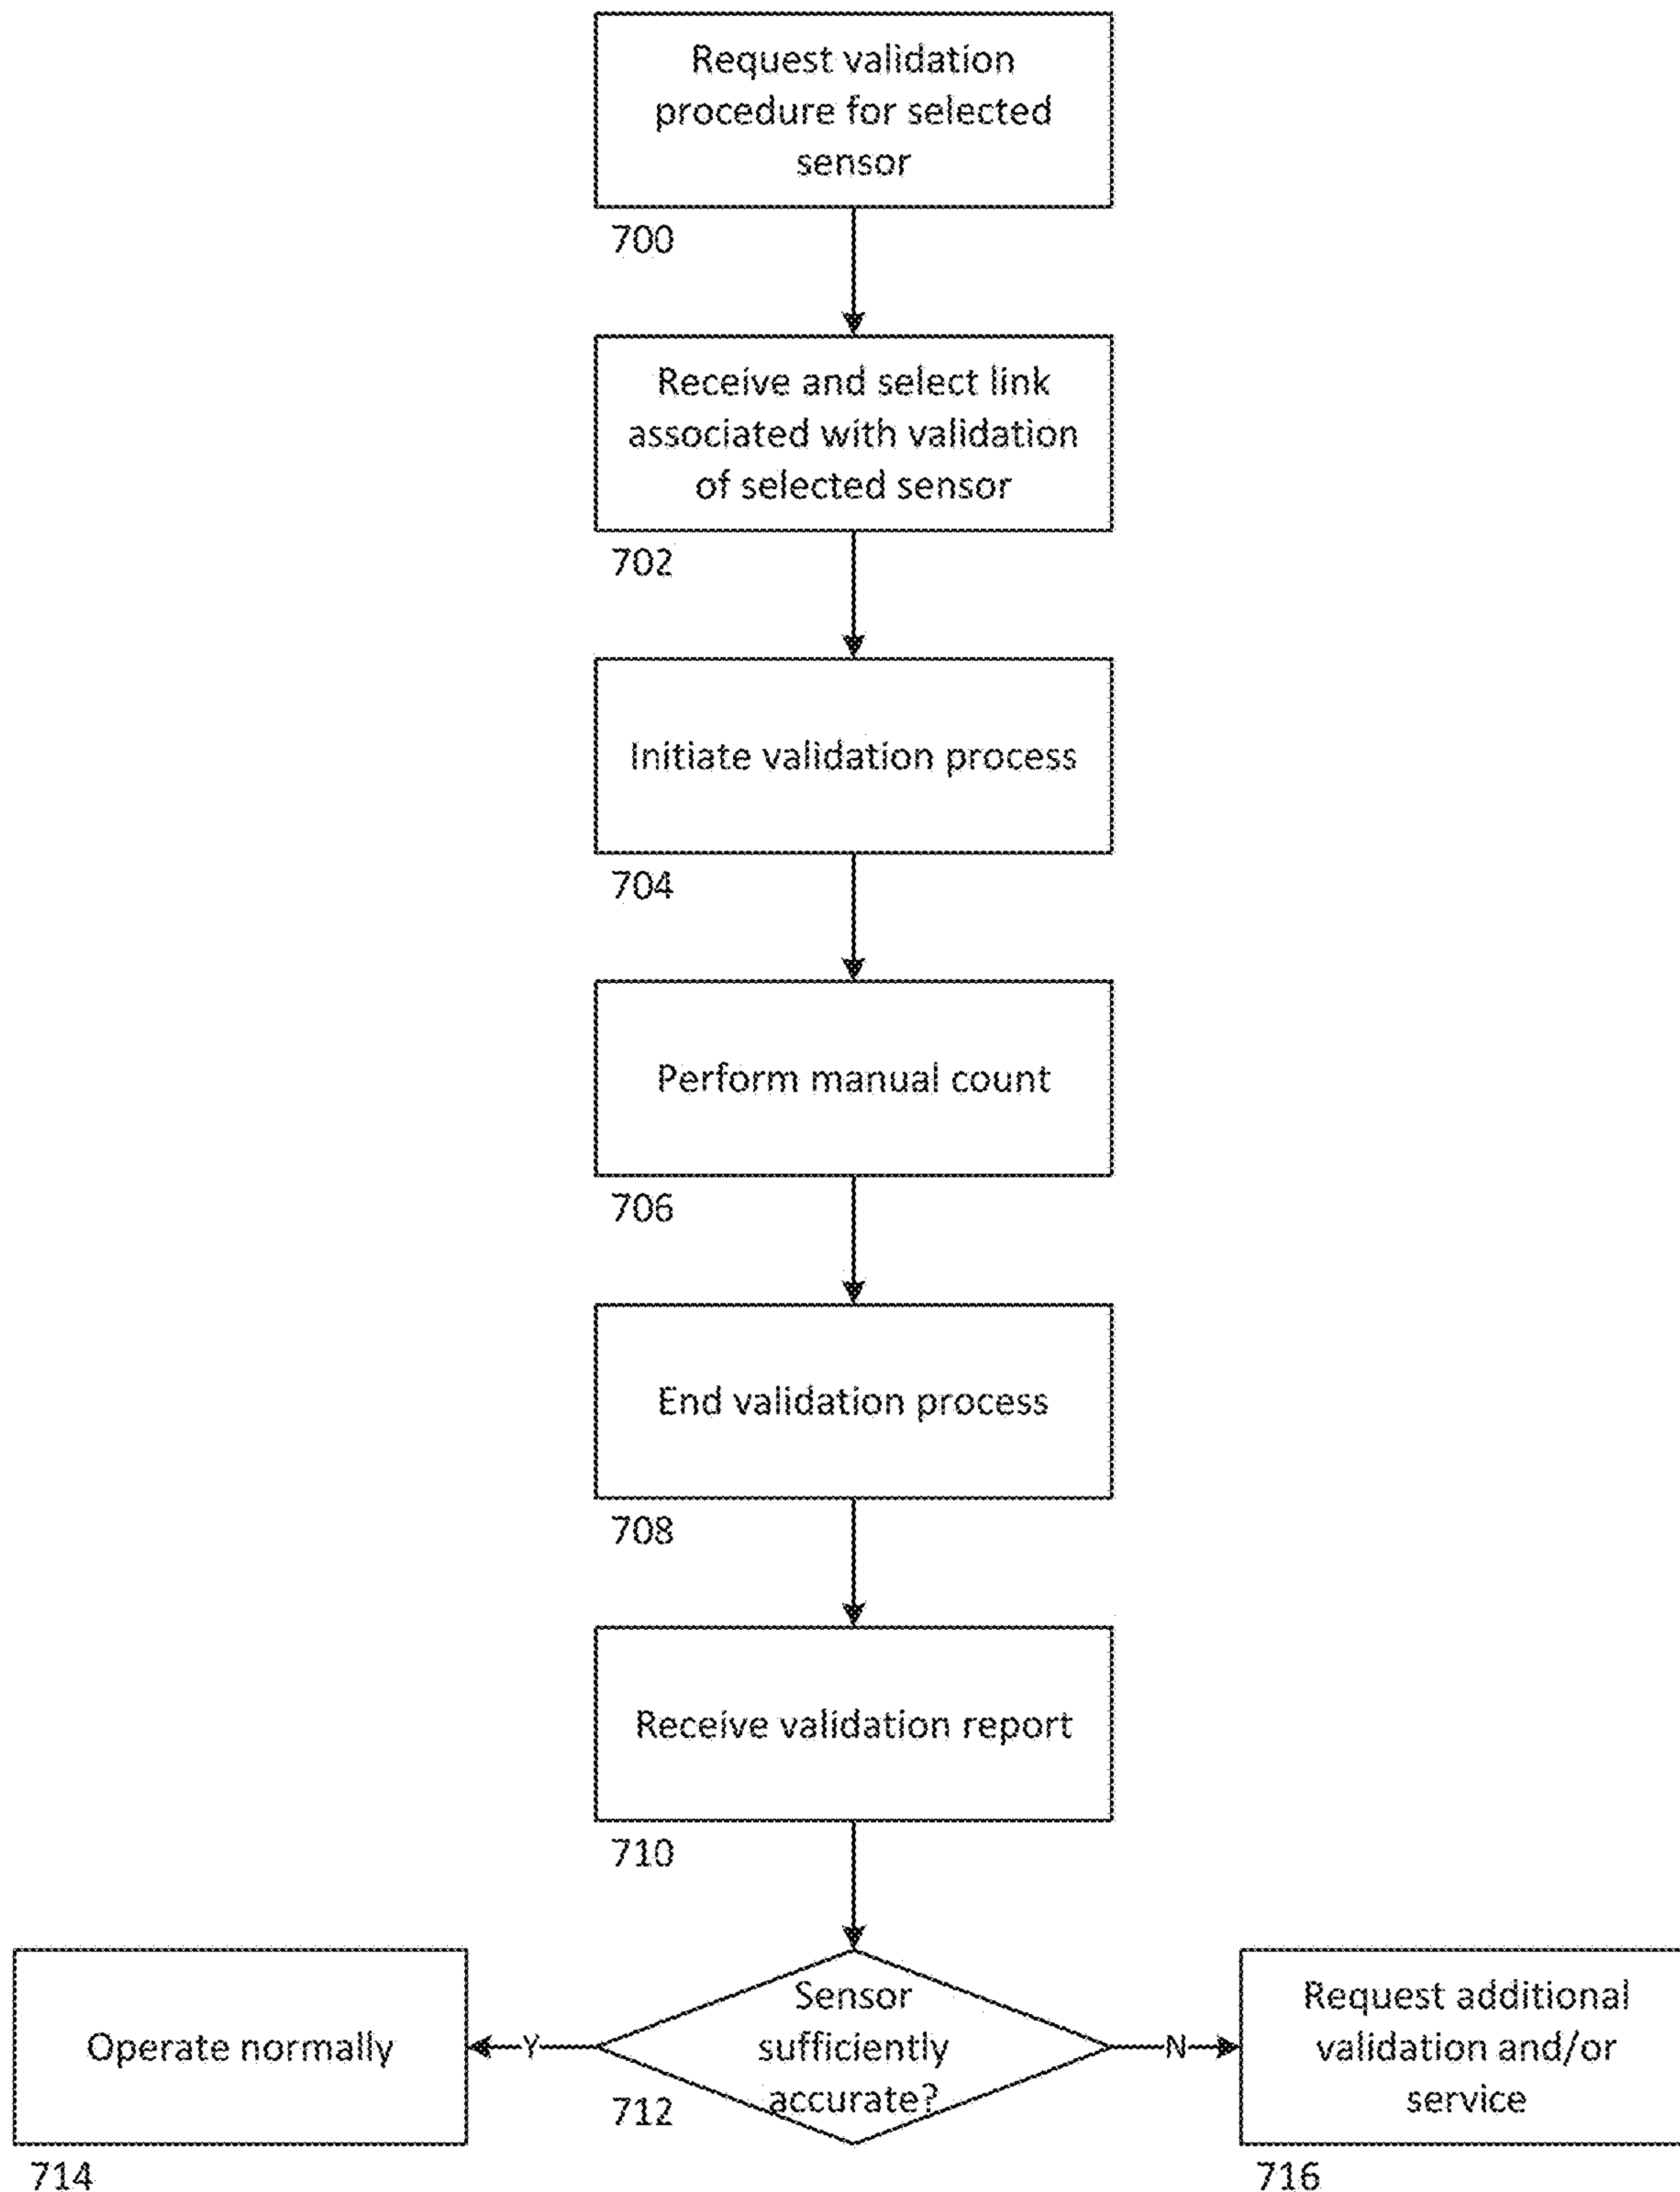 Request validation
procedure for selected
sensor
700
Receive and select link
associated with validation
of selected sensor
702
Initiate validation process
704
Perform manual count
706
End validation process
708
Receive validation report
710
Sensor
sufficiently
accurate?
712
Y
N
Operate normally
714
Request additional
validation and/or
service
716